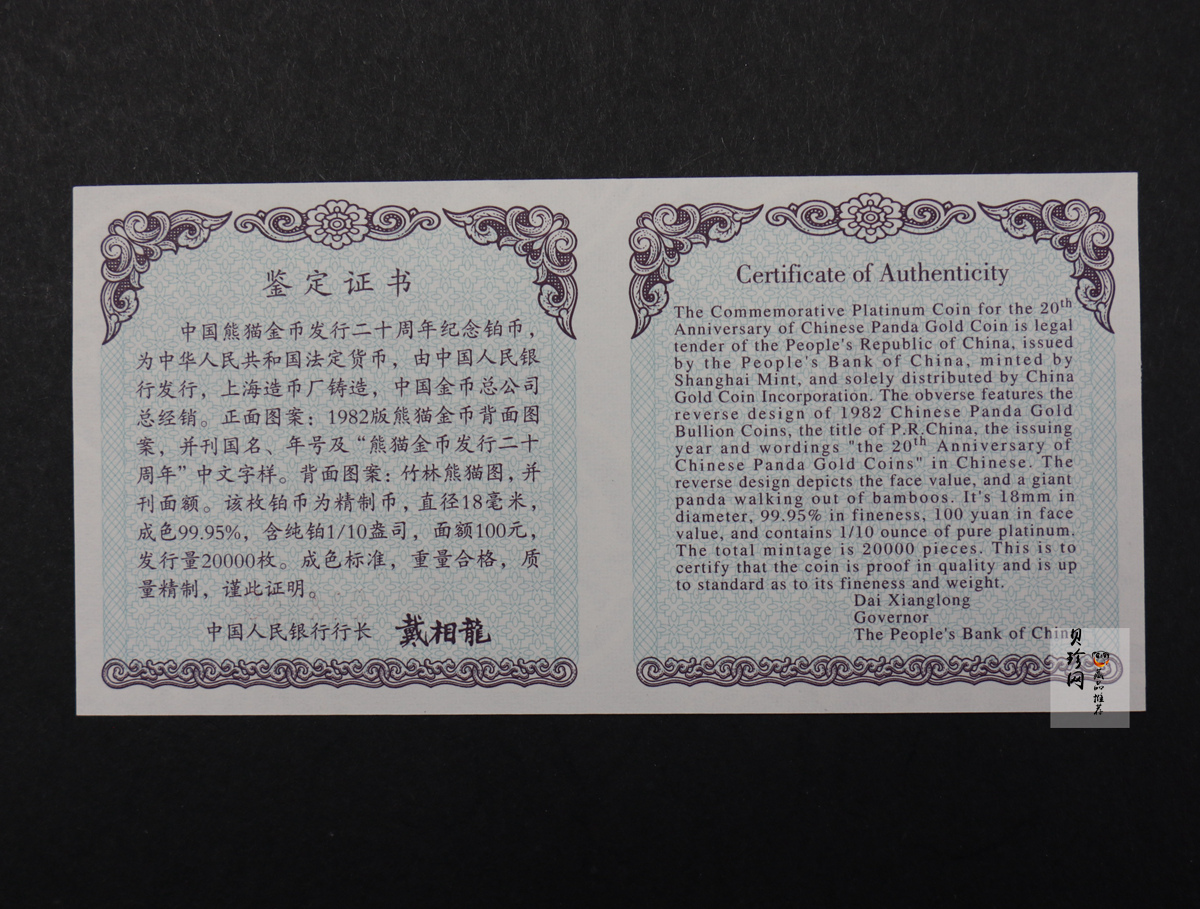 鉴定证书
中国熊猫金币发行二十周年纪念铂币，
为中华人民共和国法定货币，由中国人民银
行发行，上海造币厂铸造，中国金币总公司
总经销。正面图案：1982版熊猫金币背面图
案，并刊国名、年号及“熊猫金币发行二十
周年”中文字样。背面图案：竹林熊猫图，并
刊面额。该枚铂币为精制币，直径18毫米，
成色99.95%，含纯铂1/10盎司，面额100元，
发行量20000枚。成色标准，重量合格，质
量精制，谨此证明。
中国人民银行行长 戴相龍
Certificate of Authenticity
The Commemorative Platinum Coin for the 20th
Anniversary of Chinese Panda Gold Coin is legal
tender of the People's Republic of China, issued
by the People's Bank of China, minted by
Shanghai Mint, and solely distributed by China
Gold Coin Incorporation. The obverse features the
reverse design of 1982 Chinese Panda Gold
Bullion Coins, the title of P.R.China, the issuing
year and wordings "the 20th Anniversary of
Chinese Panda Gold Coins" in Chinese. The
reverse design depicts the face value, and a giant
panda walking out of bamboos. It's 18mm in
diameter, 99.95% in fineness, 100 yuan in face
value, and contains 1/10 ounce of pure platinum.
The total mintage is 20000 pieces. This is to
certify that the coin is proof in quality and is up
to standard as to its fineness and weight.
Dai Xianglong
Governor
The People's Bank of China
贝珍网
藏品推荐